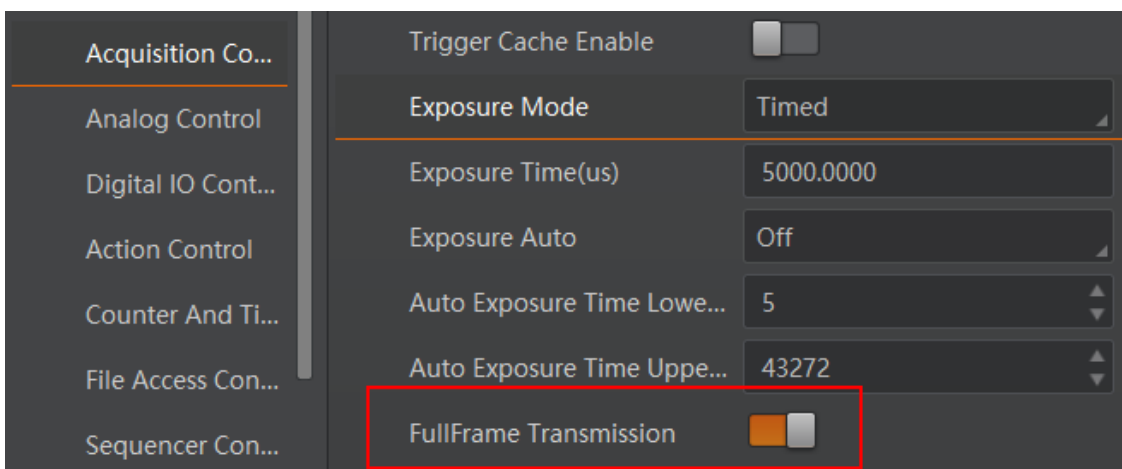 Acquisition Co...
Analog Control
Digital IO Cont...
Action Control
Counter And Ti...
File Access Con...
Sequencer Con...
Trigger Cache Enable
Exposure Mode Timed
Exposure Time(us) 5000.0000
Exposure Auto Off
Auto Exposure Time Lowe... 5
Auto Exposure Time Uppe... 43272
FullFrame Transmission